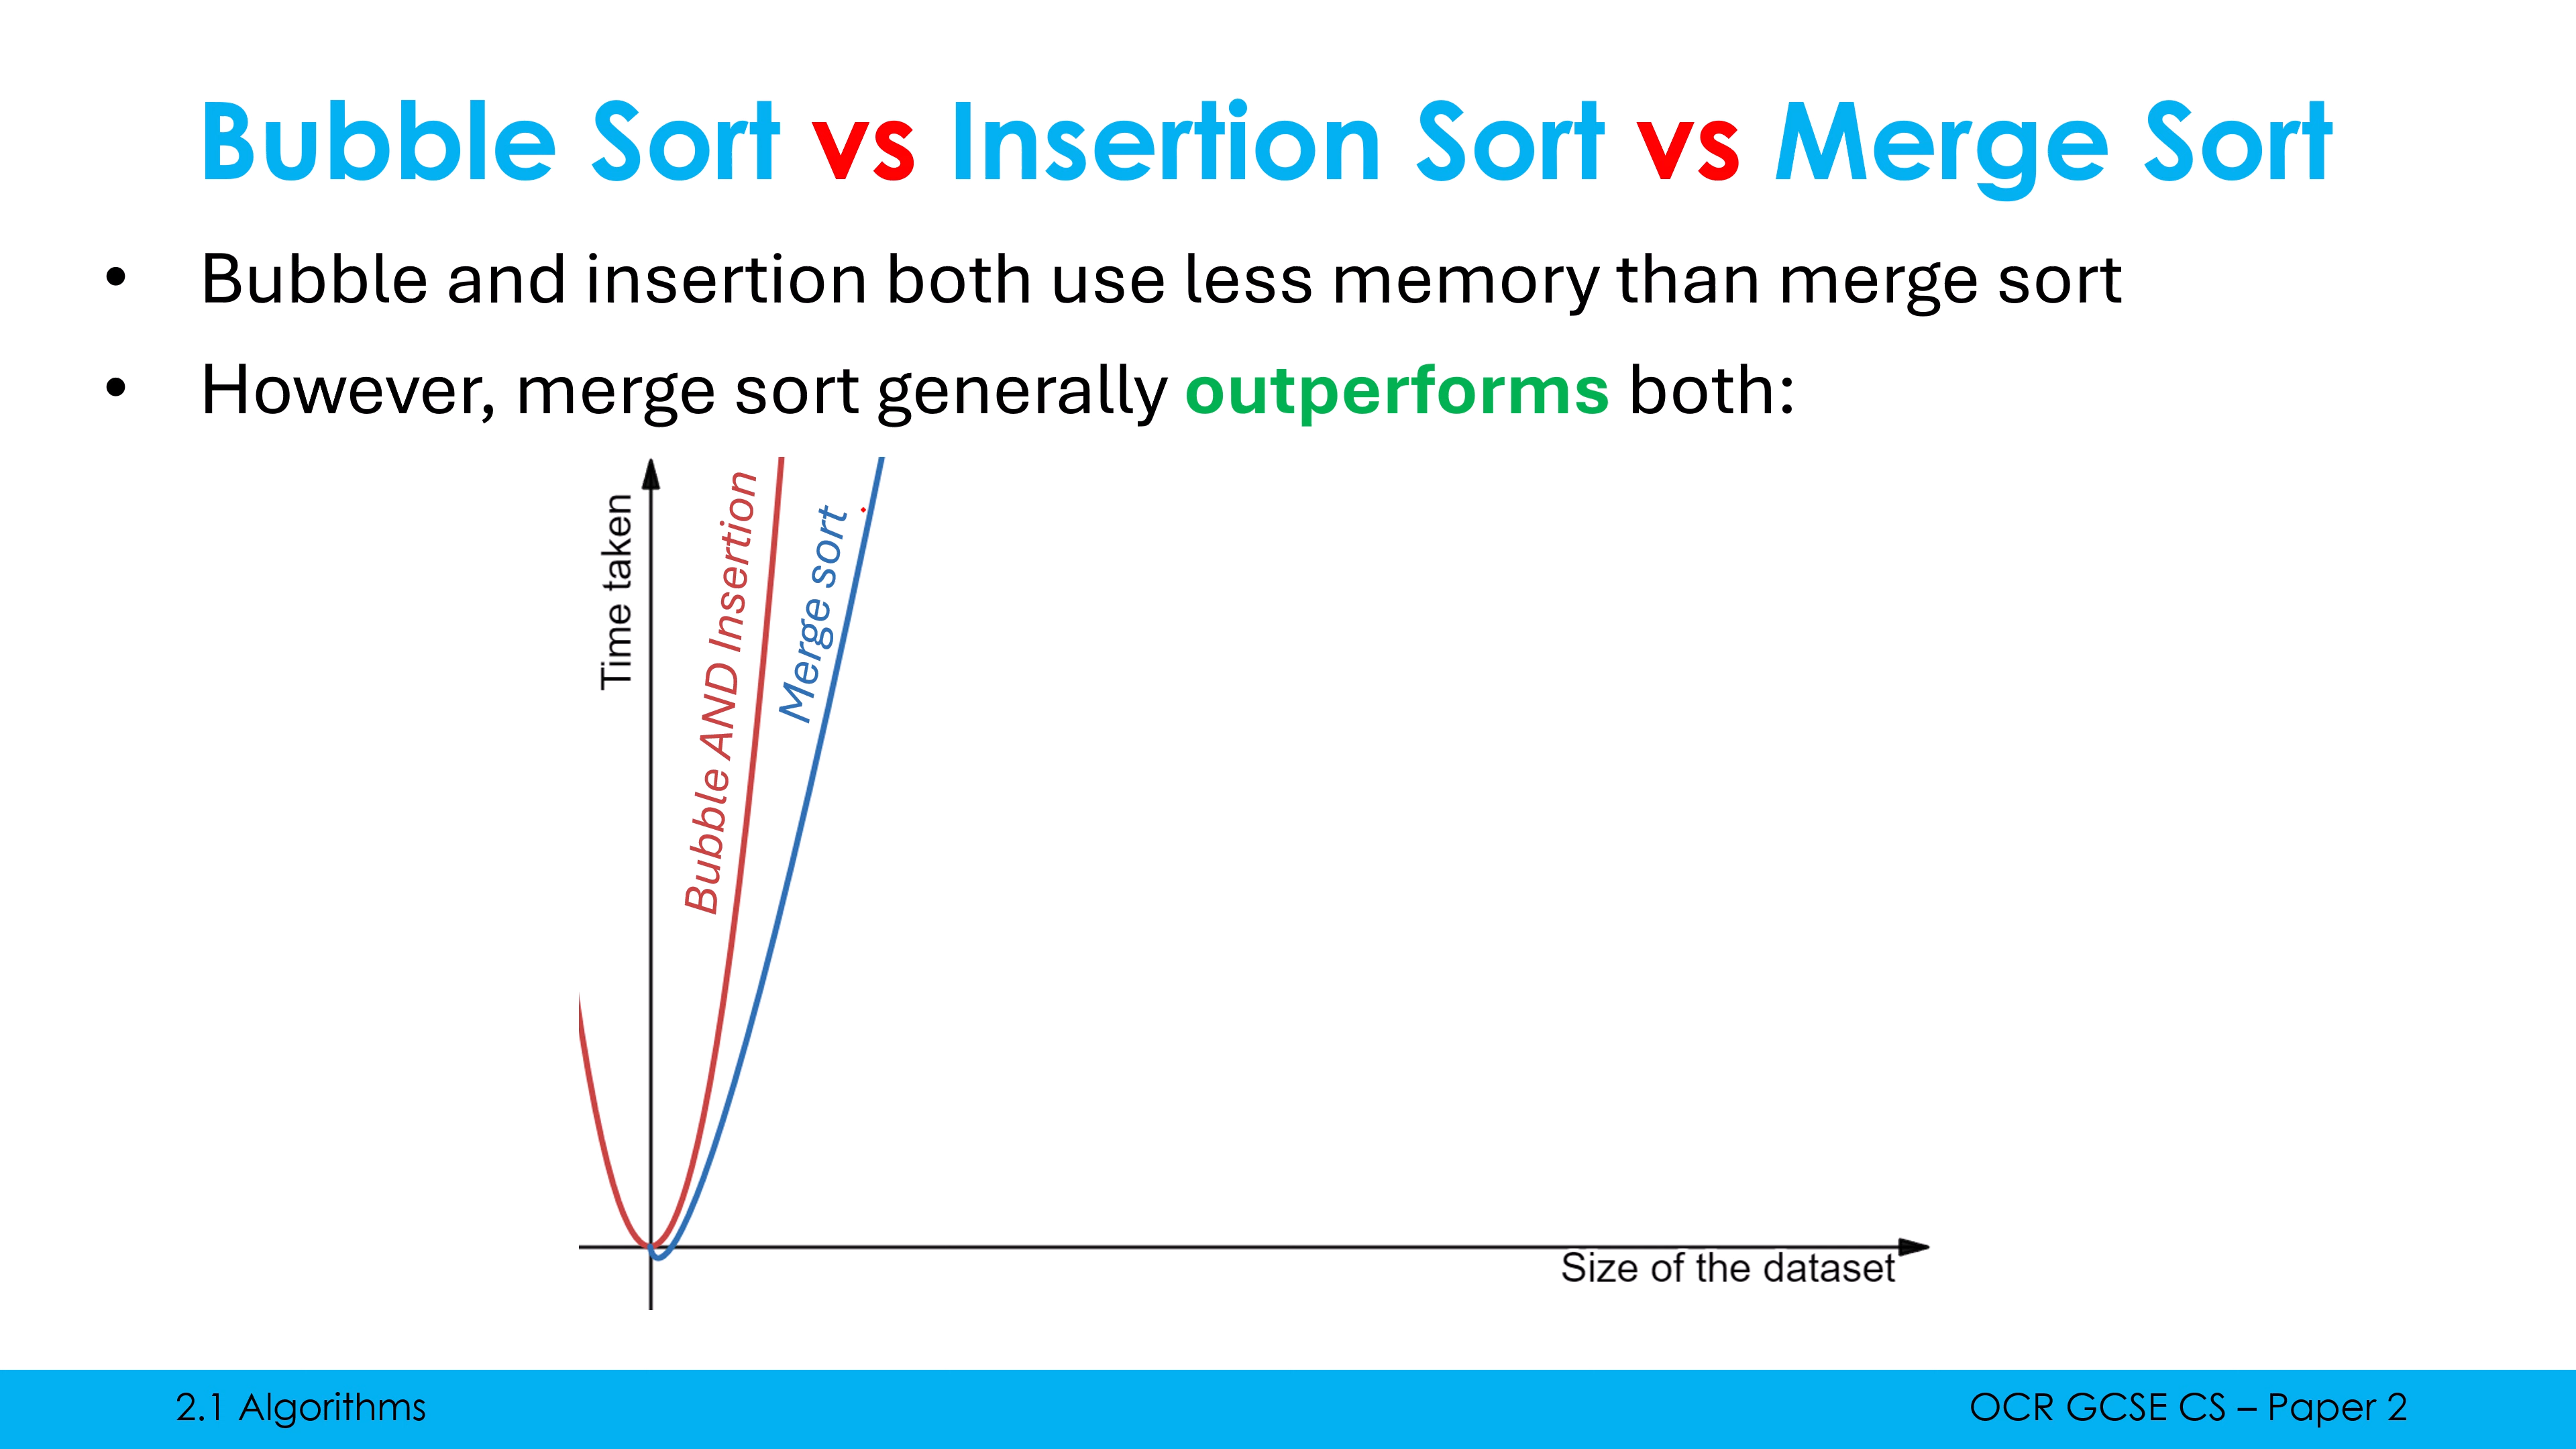 Bubble Sort vs Insertion Sort vs Merge Sort
• Bubble and insertion both use less memory than merge sort
• However, merge sort generally outperforms both:
Time taken
Bubble AND Insertion
Merge sort
Size of the dataset
2.1 Algorithms
OCR GCSE CS – Paper 2